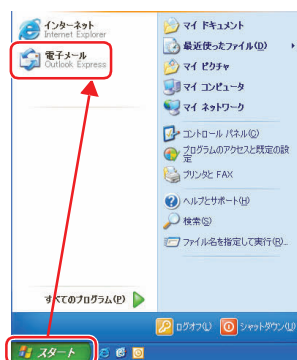 インターネット
Internet Explorer
電子メール
Outlook Express
マイ ドキュメント
最近使ったファイル(D)
マイ ピクチャ
マイ コンピュータ
マイ ネットワーク
コントロール パネル(C)
プログラムのアクセスと既定の設
定
プリンタと FAX
ヘルプとサポート(H)
検索(S)
ファイル名を指定して実行(R)...
すべてのプログラム(P)
ログオフ(L)
シャットダウン(U)
スタート